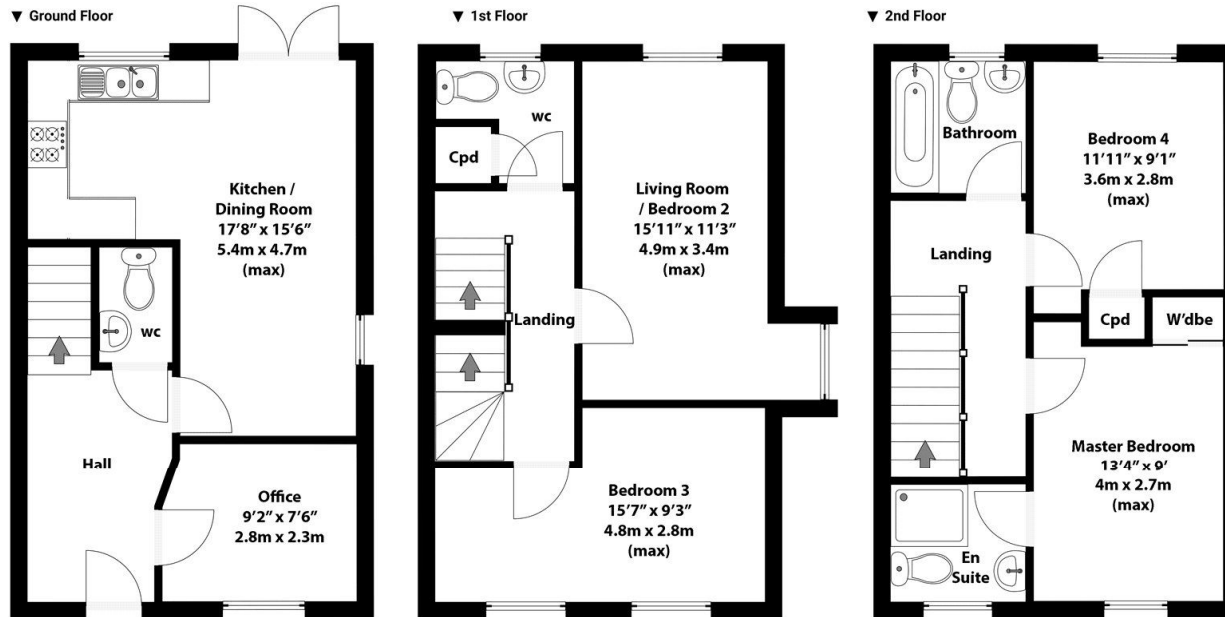 ▼ Ground Floor
Kitchen /
Dining Room
17’8” x 15’6”
5.4m x 4.7m
(max)
wc
Hall
Office
9’2” x 7’6”
2.8m x 2.3m
▼ 1st Floor
wc
Cpd
Living Room
/ Bedroom 2
15’11” x 11’3”
4.9m x 3.4m
(max)
Landing
Bedroom 3
15’7” x 9’3”
4.8m x 2.8m
(max)
▼ 2nd Floor
Bathroom
Bedroom 4
11’11” x 9’1”
3.6m x 2.8m
(max)
Landing
Cpd
W’dbe
Master Bedroom
13’4” x 9’
4m x 2.7m
(max)
En
Suite